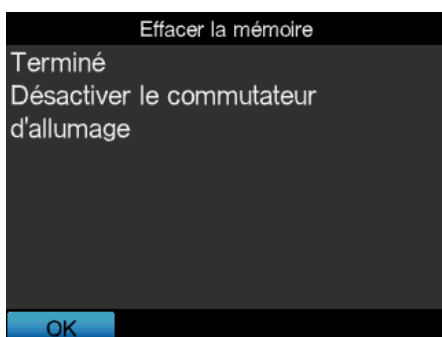 Effacer la mémoire
Terminé
Désactiver le commutateur
d'allumage
OK